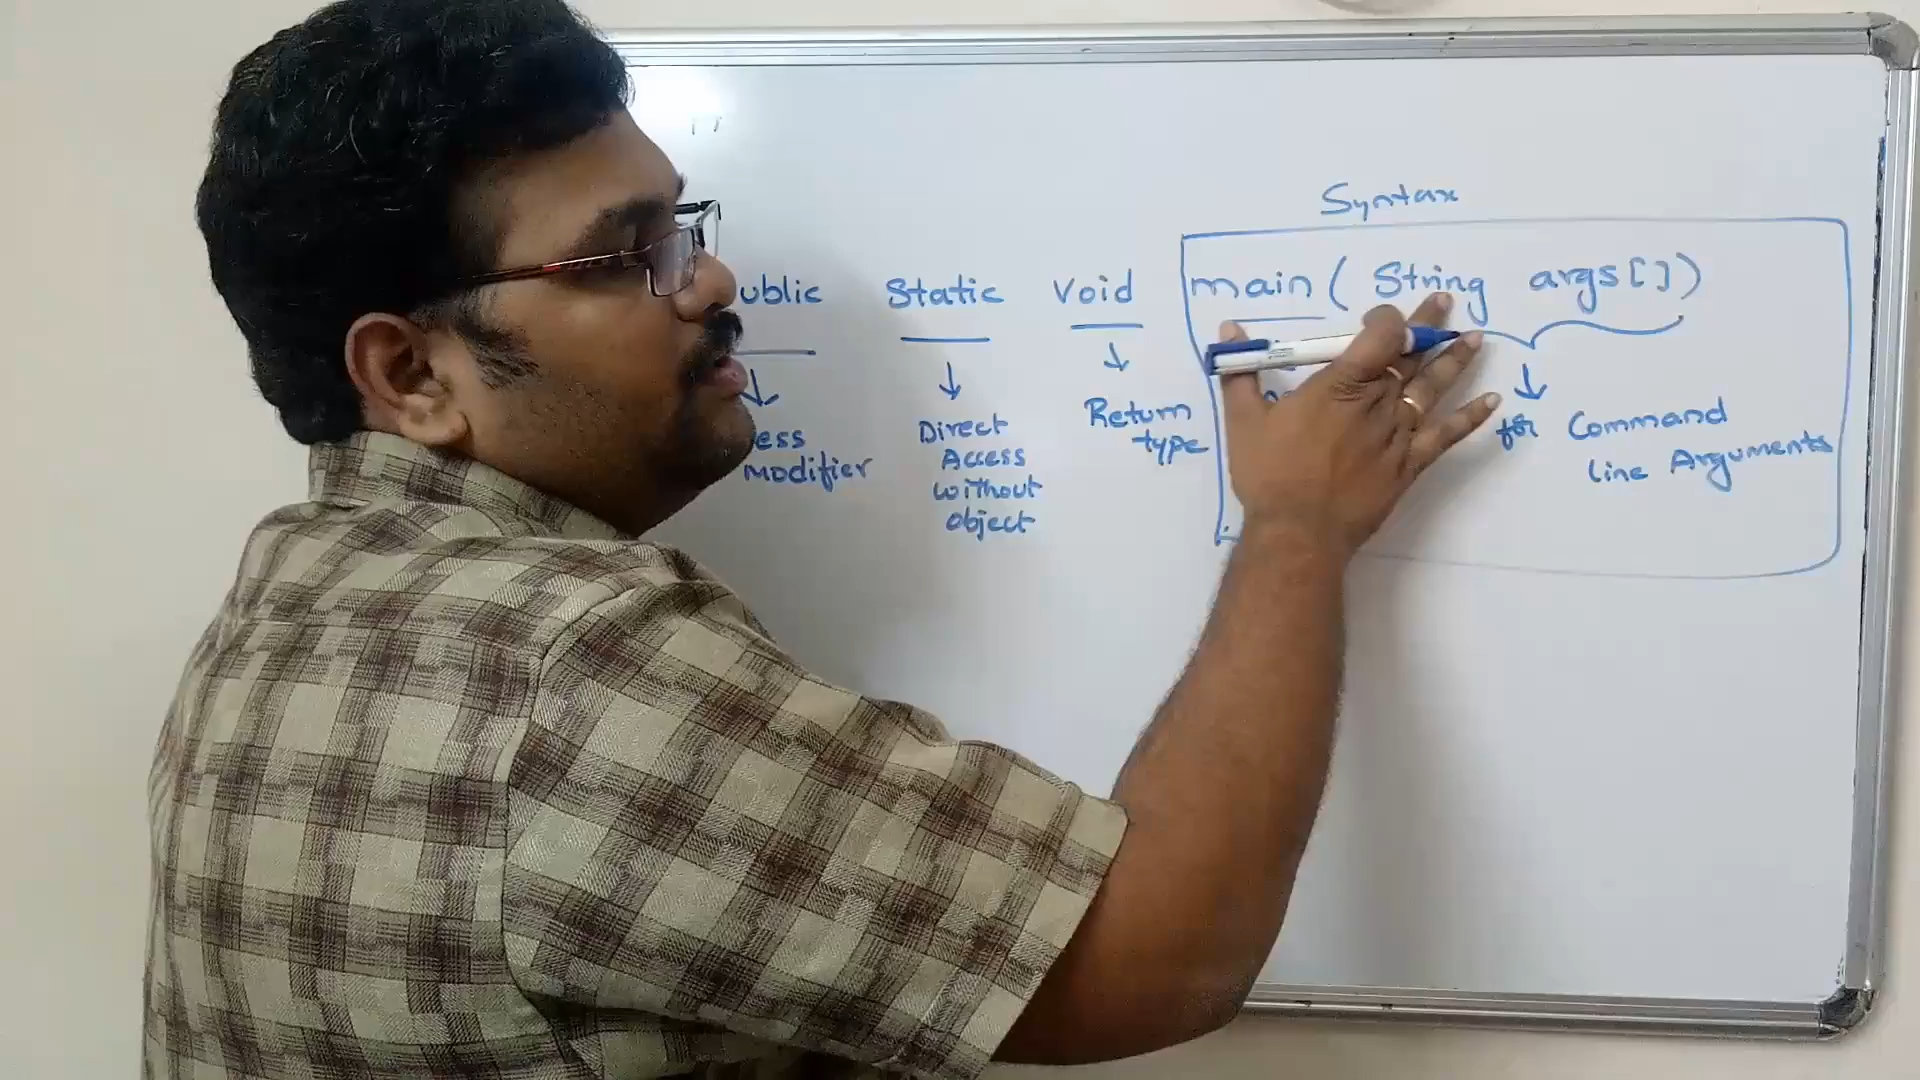 Syntax
ublic Static Void main ( String args[])
ess
modifier
Direct
Access
without
object
Return
type
for Command
line Arguments